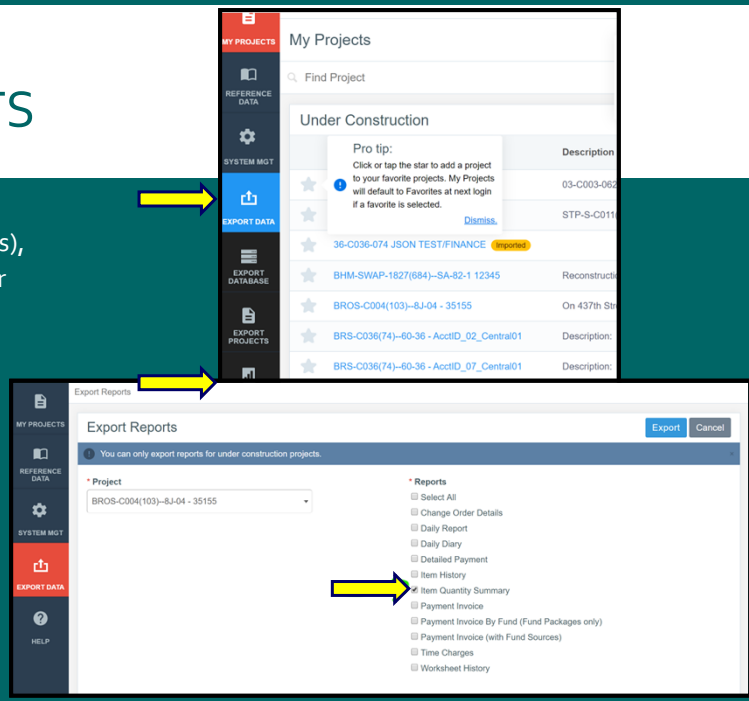 TS
s),
r
MY PROJECTS
REFERENCE
DATA
SYSTEM MGT
EXPORT DATA
EXPORT
DATABASE
EXPORT
PROJECTS
My Projects
Find Project
Under Construction
Description
Pro tip:
Click or tap the star to add a project
to your favorite projects. My Projects
will default to Favorites at next login
if a favorite is selected.
Dismiss.
03-C003-062
STP-S-C011(
36-C036-074 JSON TEST/FINANCE Imported
BHM-SWAP-1827(684)--SA-82-1 12345 Reconstructi
BROS-C004(103)--8J-04 - 35155 On 437th Str
BRS-C036(74)--60-36 - AcctID_02_Central01 Description:
BRS-C036(74)--60-36 - AcctID_07_Central01 Description:
MY PROJECTS
REFERENCE
DATA
SYSTEM MGT
EXPORT DATA
HELP
Export Reports
Export Reports
Export Cancel
You can only export reports for under construction projects.
* Project
BROS-C004(103)--8J-04 - 35155
* Reports
Select All
Change Order Details
Daily Report
Daily Diary
Detailed Payment
Item History
Item Quantity Summary
Payment Invoice
Payment Invoice By Fund (Fund Packages only)
Payment Invoice (with Fund Sources)
Time Charges
Worksheet History